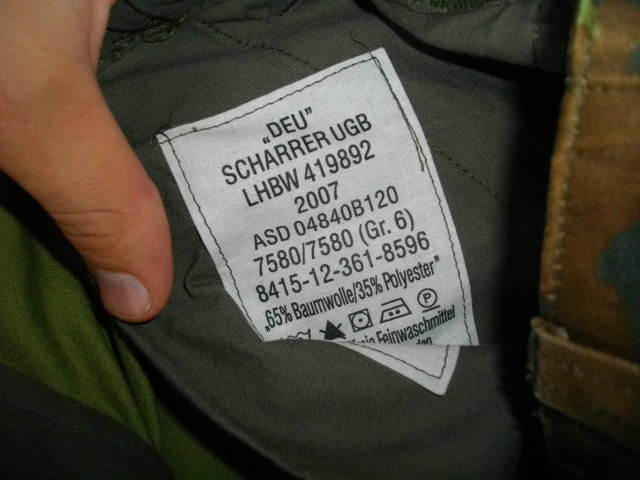 „DEU"
SCHARRER UGB
LHBW 419892
2007
ASD 04840B120
7580/7580 (Gr. 6)
8415-12-361-8596
„65% Baumwolle/35% Polyester"
P
Feinwaschmittel